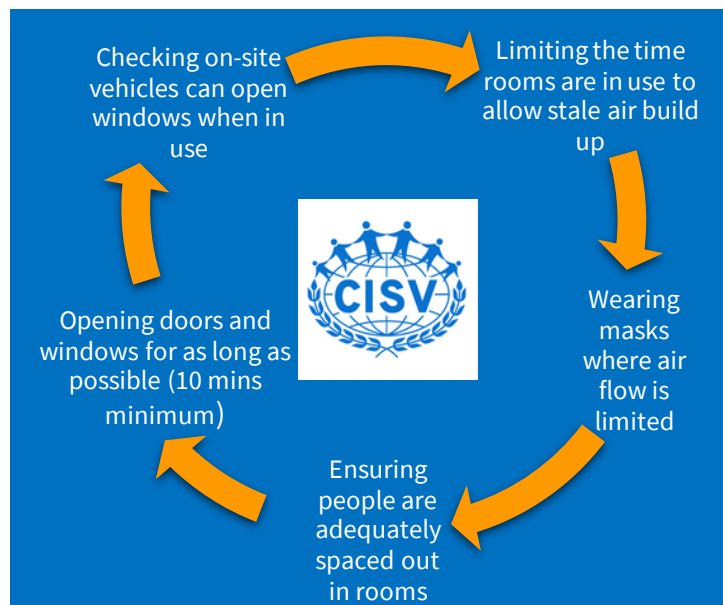 Checking on-site
vehicles can open
windows when in
use
Limiting the time
rooms are in use to
allow stale air build
up
Wearing
masks
where air
flow is
limited
Ensuring
people are
adequately
spaced out
in rooms
Opening doors and
windows for as long as
possible (10 mins
minimum)
CISV